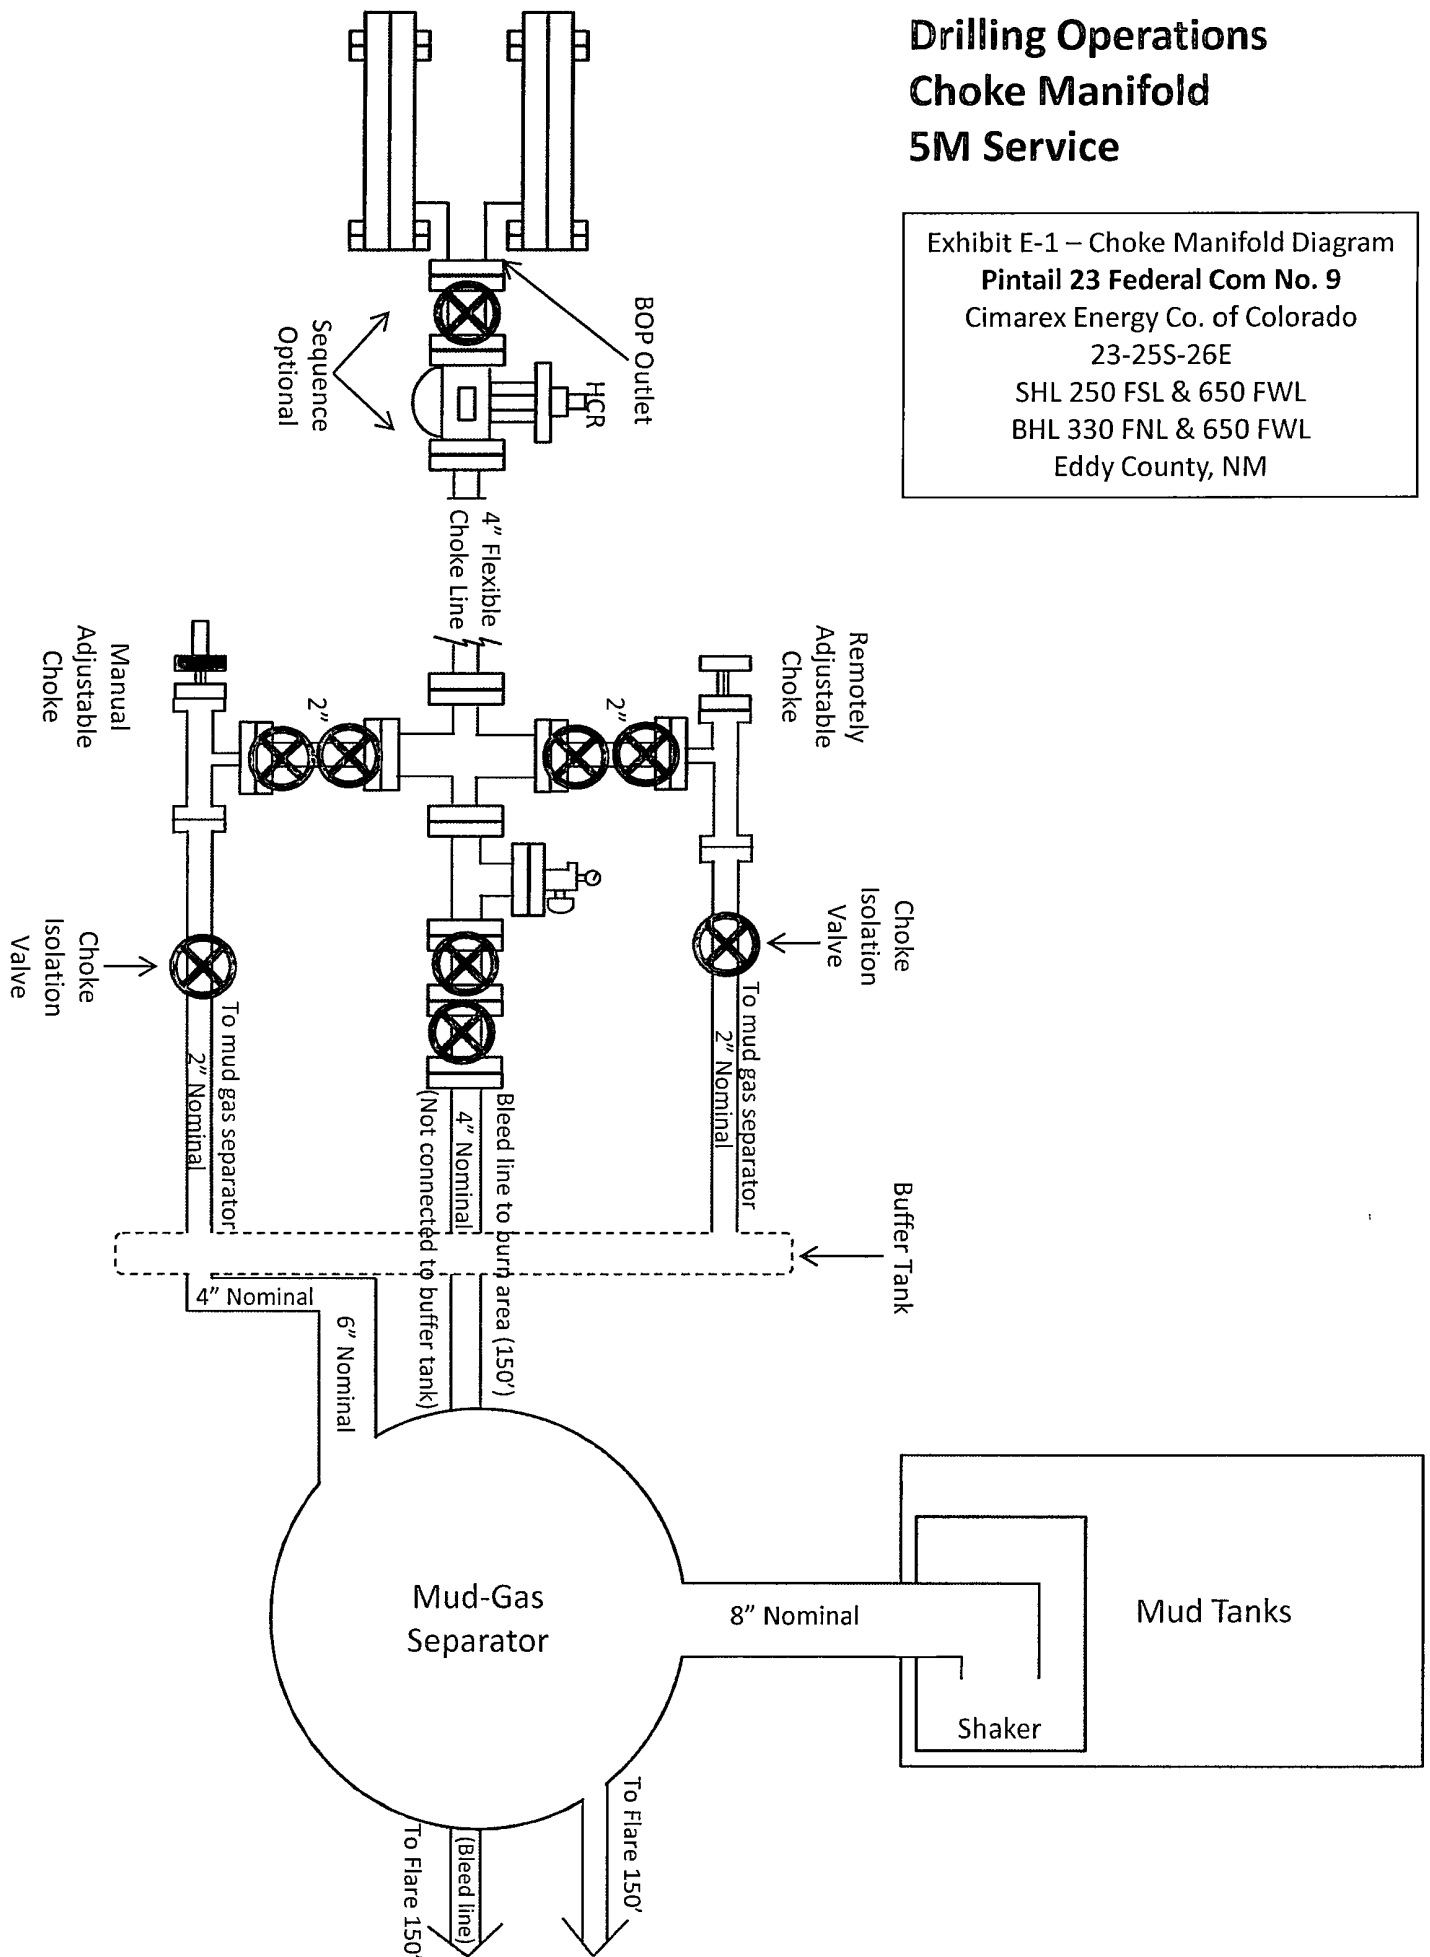 Drilling Operations
Choke Manifold
5M Service
Exhibit E-1 – Choke Manifold Diagram
Pintail 23 Federal Com No. 9
Cimarex Energy Co. of Colorado
23-25S-26E
SHL 250 FSL & 650 FWL
BHL 330 FNL & 650 FWL
Eddy County, NM
BOP Outlet
HCR
Sequence
Optional
4” Flexible
Choke Line
Remotely
Adjustable
Choke
Manual
Adjustable
Choke
2”
2”
Choke
Isolation
Valve
Choke
Isolation
Valve
To mud gas separator
2” Nominal
To mud gas separator
2” Nominal
Bleed line to burn area (150’)
4” Nominal
(Not connected to buffer tank)
Buffer Tank
4” Nominal
6” Nominal
Mud-Gas
Separator
8” Nominal
Mud Tanks
Shaker
To Flare 150’
(Bleed line)
To Flare 150’